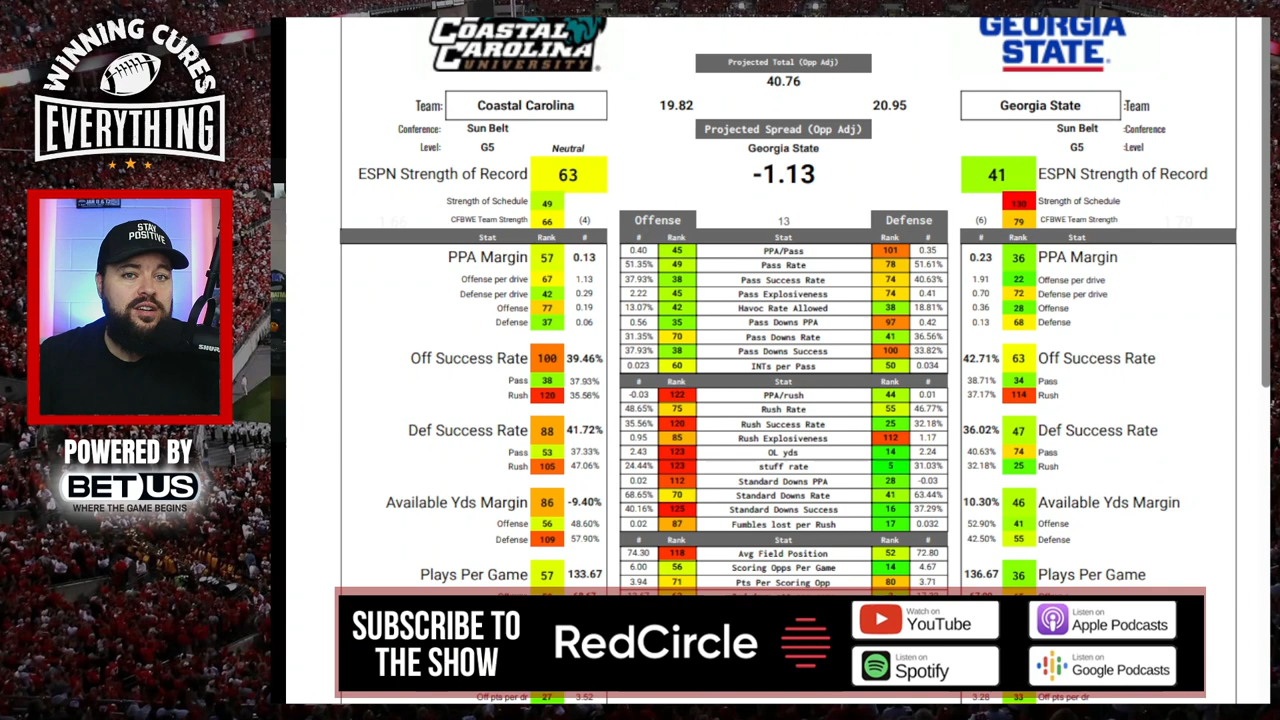 WINNING CURES
EVERYTHING
STAY
POSITIVE
SHURE
POWERED BY
BETUS
WHERE THE GAME BEGINS
COASTAL
CAROLINA
UNIVERSITY
GEORGIA
STATE
Projected Total (Opp Adj)
40.76
Team: Coastal Carolina 19.82 20.95 Georgia State :Team
Conference: Sun Belt Projected Spread (Opp Adj) Sun Belt :Conference
Level: G5 Neutral Georgia State G5 :Level
ESPN Strength of Record 63 -1.13 41 ESPN Strength of Record
Strength of Schedule 49 130 Strength of Schedule
CFBWE Team Strength 66 (4) Offense 13 Defense (6) 79 CFBWE Team Strength
Stat Rank # # Rank Stat Rank # # Rank Stat
PPA Margin 57 0.13 0.23 36 PPA Margin
Offense per drive 67 1.13 1.91 22 Offense per drive
Defense per drive 42 0.29 0.70 72 Defense per drive
Offense 77 0.19 0.36 28 Offense
Defense 37 0.06 0.13 68 Defense
Off Success Rate 100 39.46% 42.71% 63 Off Success Rate
Pass 38 37.93% 38.71% 34 Pass
Rush 120 35.56% 37.17% 114 Rush
Def Success Rate 88 41.72% 36.02% 47 Def Success Rate
Pass 53 37.33% 40.63% 74 Pass
Rush 105 47.06% 32.18% 25 Rush
Available Yds Margin 86 -9.40% 10.30% 46 Available Yds Margin
Offense 56 48.60% 52.90% 41 Offense
Defense 109 57.90% 42.50% 55 Defense
Plays Per Game 57 133.67 136.67 36 Plays Per Game
0.40 45 PPA/Pass 101 0.35
51.35% 49 Pass Rate 78 51.61%
37.93% 38 Pass Success Rate 74 40.63%
2.22 45 Pass Explosiveness 74 0.41
13.07% 42 Havoc Rate Allowed 38 18.81%
0.56 35 Pass Downs PPA 97 0.42
31.35% 70 Pass Downs Rate 41 36.56%
37.93% 38 Pass Downs Success 100 33.82%
0.023 60 INTs per Pass 50 0.034
# Rank Stat Rank #
-0.03 122 PPA/rush 44 0.01
48.65% 75 Rush Rate 55 46.77%
35.56% 120 Rush Success Rate 25 32.18%
0.95 85 Rush Explosiveness 112 1.17
2.43 123 OL yds 14 2.24
24.44% 123 stuff rate 5 31.03%
0.02 112 Standard Downs PPA 28 -0.03
68.65% 70 Standard Downs Rate 41 63.44%
40.16% 125 Standard Downs Success 16 37.29%
0.02 87 Fumbles lost per Rush 17 0.032
# Rank Stat Rank #
74.30 118 Avg Field Position 52 72.80
6.00 56 Scoring Opps Per Game 14 4.67
3.94 71 Pts Per Scoring Opp 80 3.71
SUBSCRIBE TO
THE SHOW
RedCircle
Watch on
YouTube
Listen on
Apple Podcasts
Listen on
Spotify
Listen on
Google Podcasts
Off pts per dr 27 3.52 3.28 33 Off pts per dr